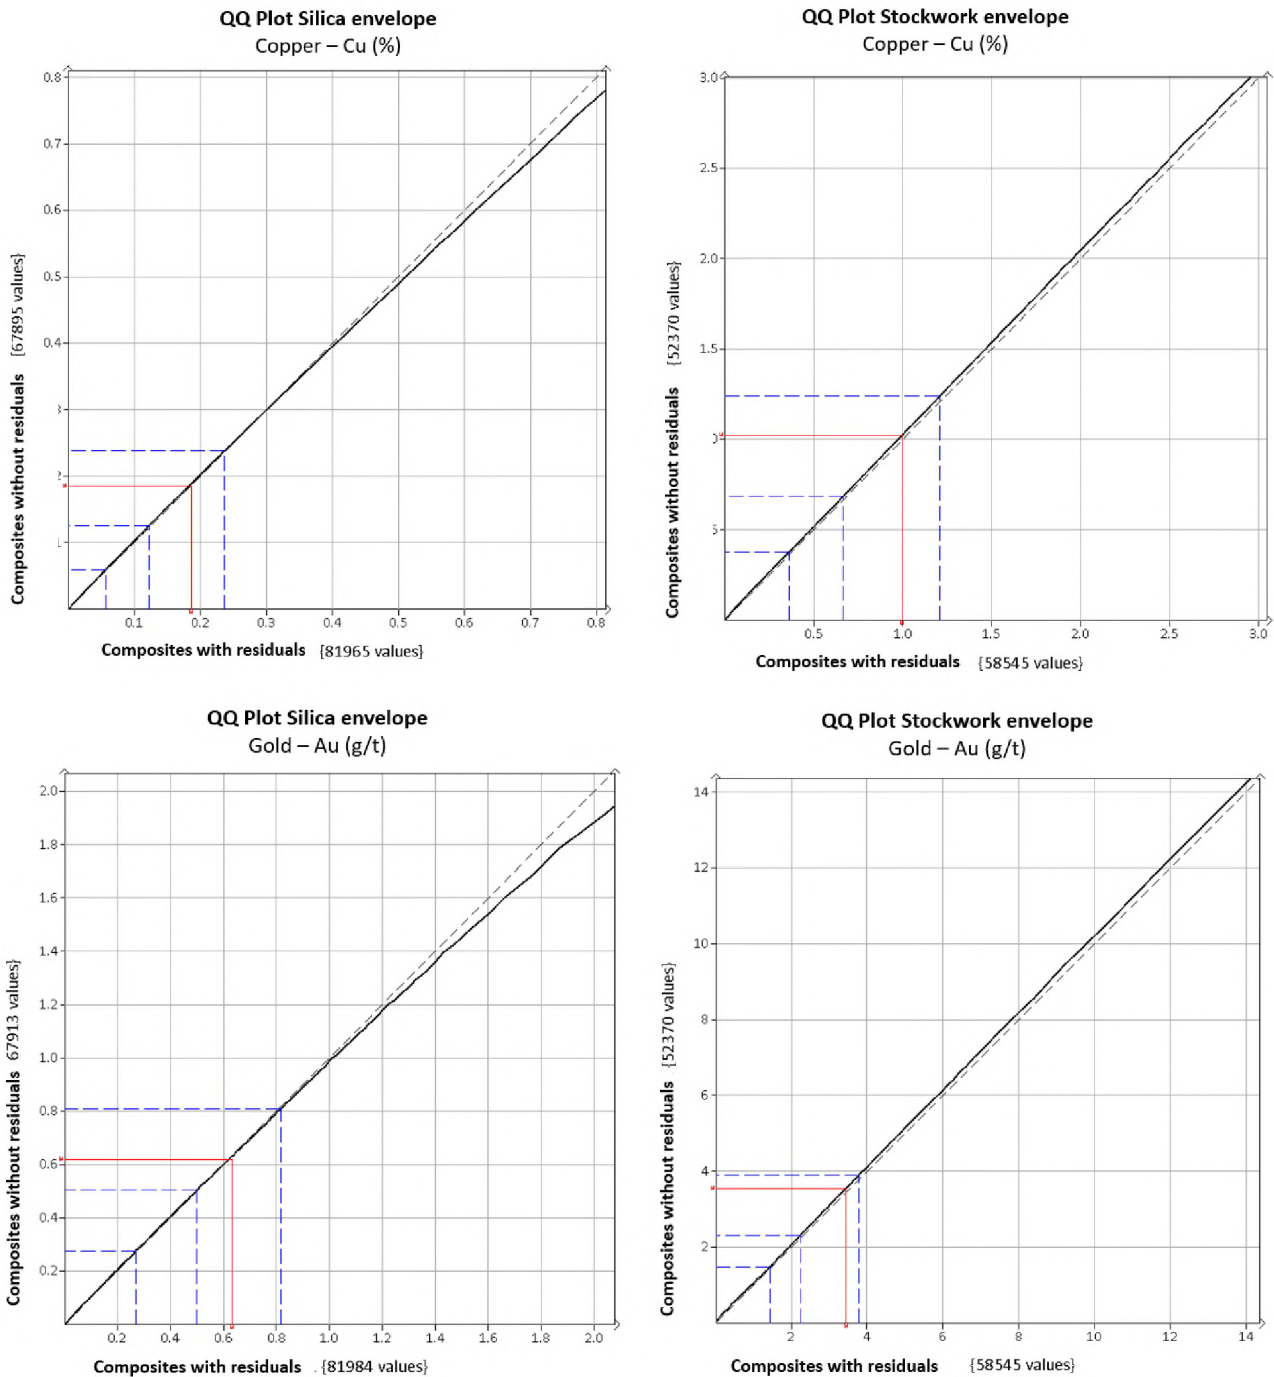 QQ Plot Silica envelope
Copper – Cu (%)
0.8
0.7
0.6
0.5
0.4
3
2
1
0.1 0.2 0.3 0.4 0.5 0.6 0.7 0.8
Composites without residuals {67895 values}
Composites with residuals {81965 values}
QQ Plot Stockwork envelope
Copper – Cu (%)
3.0
2.5
2.0
1.5
5
0.5 1.0 1.5 2.0 2.5 3.0
Composites without residuals {52370 values}
Composites with residuals {58545 values}
QQ Plot Silica envelope
Gold – Au (g/t)
2.0
1.8
1.6
1.4
1.2
1.0
0.8
0.6
0.4
0.2
0.2 0.4 0.6 0.8 1.0 1.2 1.4 1.6 1.8 2.0
Composites without residuals 67913 values}
Composites with residuals . {81984 values}
QQ Plot Stockwork envelope
Gold – Au (g/t)
14
12
10
8
6
4
2
2 4 6 8 10 12 14
Composites without residuals {52370 values}
Composites with residuals {58545 values}